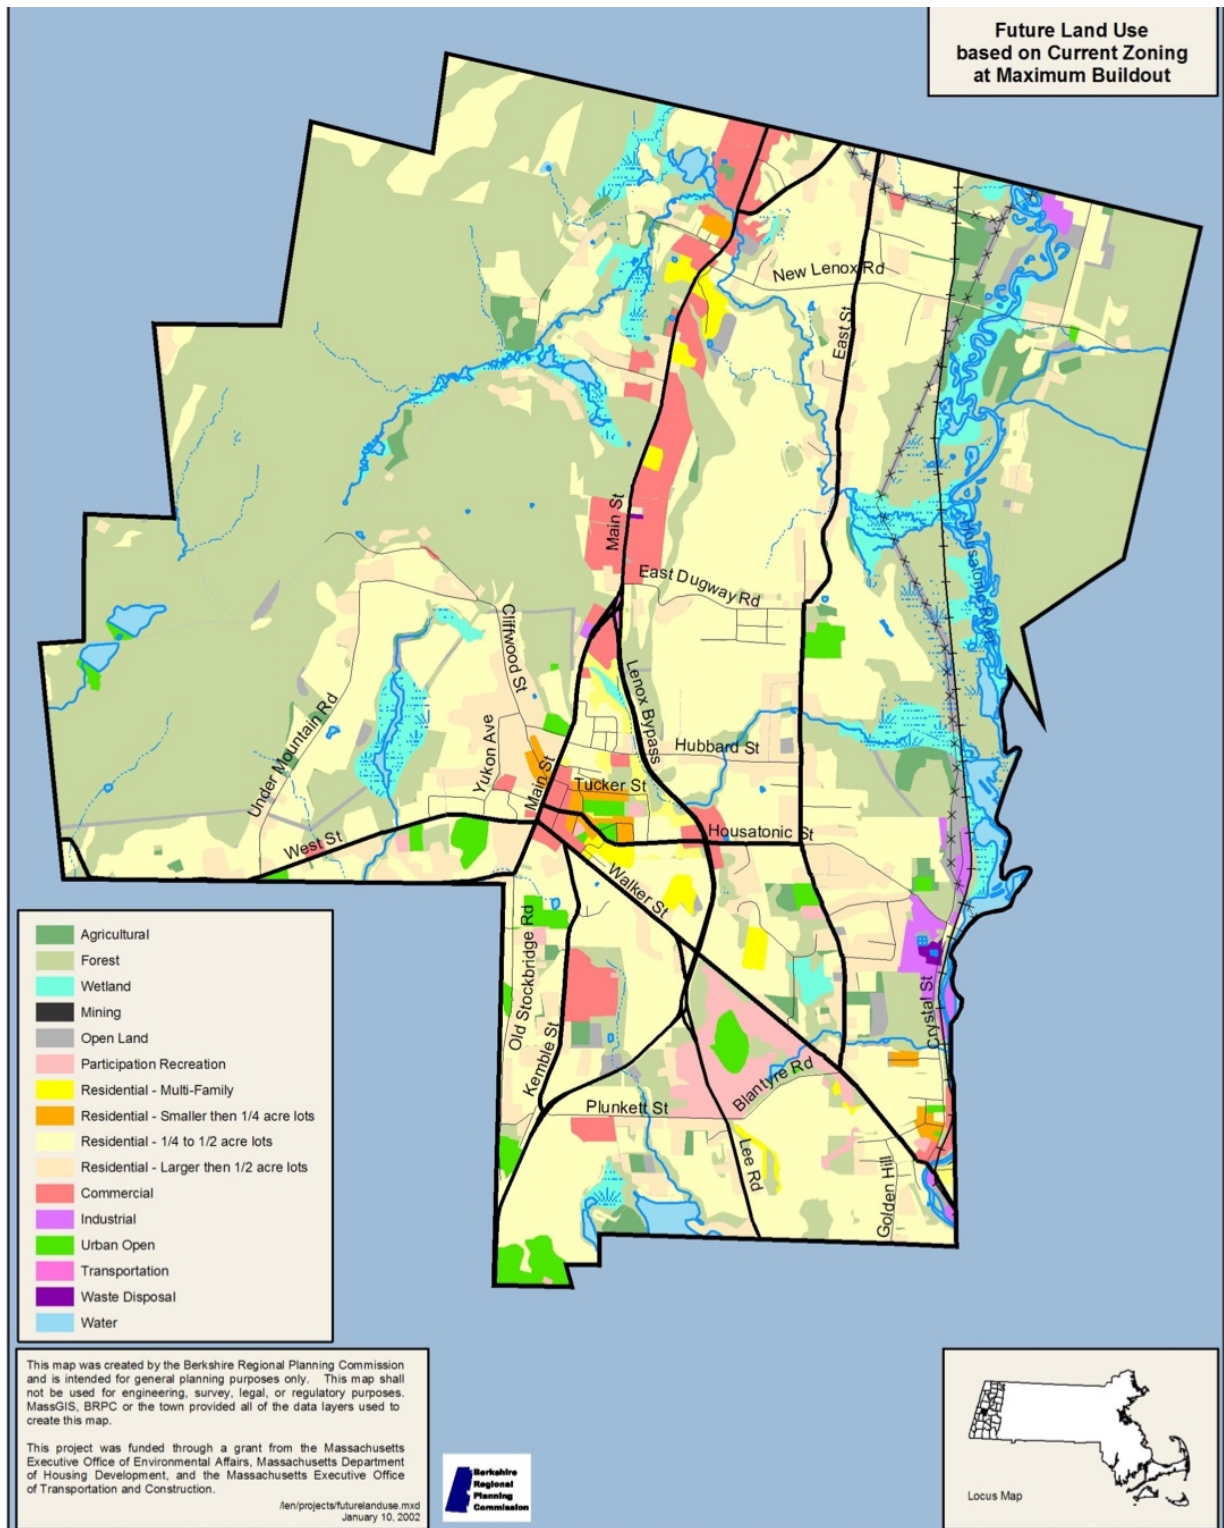 Future Land Use
based on Current Zoning
at Maximum Buildout
New Lenox Rd
East St
Main St
East Dugway Rd
Housatonic River
Cliffwood St
Lenox Bypass
Under Mountain Rd
Yukon Ave
Hubbard St
Main St
Tucker St
West St
Housatonic St
Walker St
Old Stockbridge Rd
Crystal St
Kemble St
Blantyre Rd
Plunkett St
Lee Rd
Golden Hill
Agricultural
Forest
Wetland
Mining
Open Land
Participation Recreation
Residential - Multi-Family
Residential - Smaller then 1/4 acre lots
Residential - 1/4 to 1/2 acre lots
Residential - Larger then 1/2 acre lots
Commercial
Industrial
Urban Open
Transportation
Waste Disposal
Water
This map was created by the Berkshire Regional Planning Commission
and is intended for general planning purposes only. This map shall
not be used for engineering, survey, legal, or regulatory purposes.
MassGIS, BRPC or the town provided all of the data layers used to
create this map.
This project was funded through a grant from the Massachusetts
Executive Office of Environmental Affairs, Massachusetts Department
of Housing Development, and the Massachusetts Executive Office
of Transportation and Construction.
/len/projects/futurelanduse.mxd
January 10, 2002
Berkshire
Regional
Planning
Commission
Locus Map